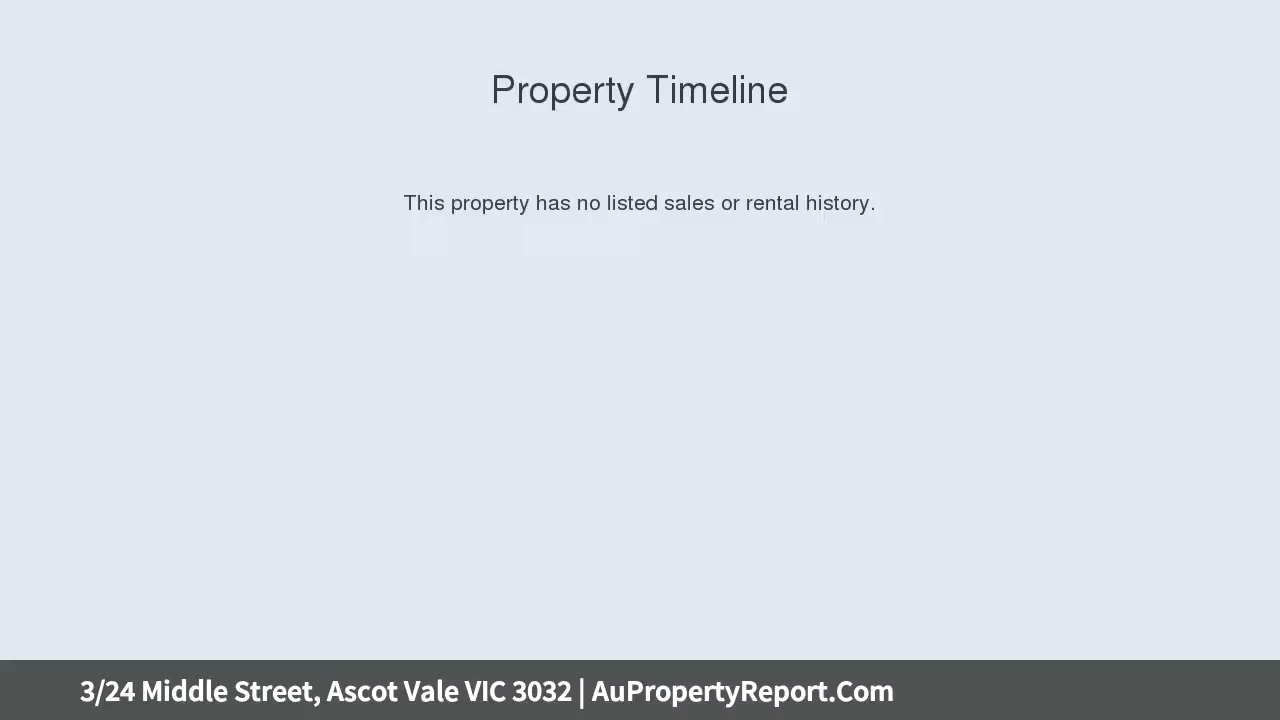 Property Timeline
This property has no listed sales or rental history.
3/24 Middle Street, Ascot Vale VIC 3032 | AuPropertyReport.Com